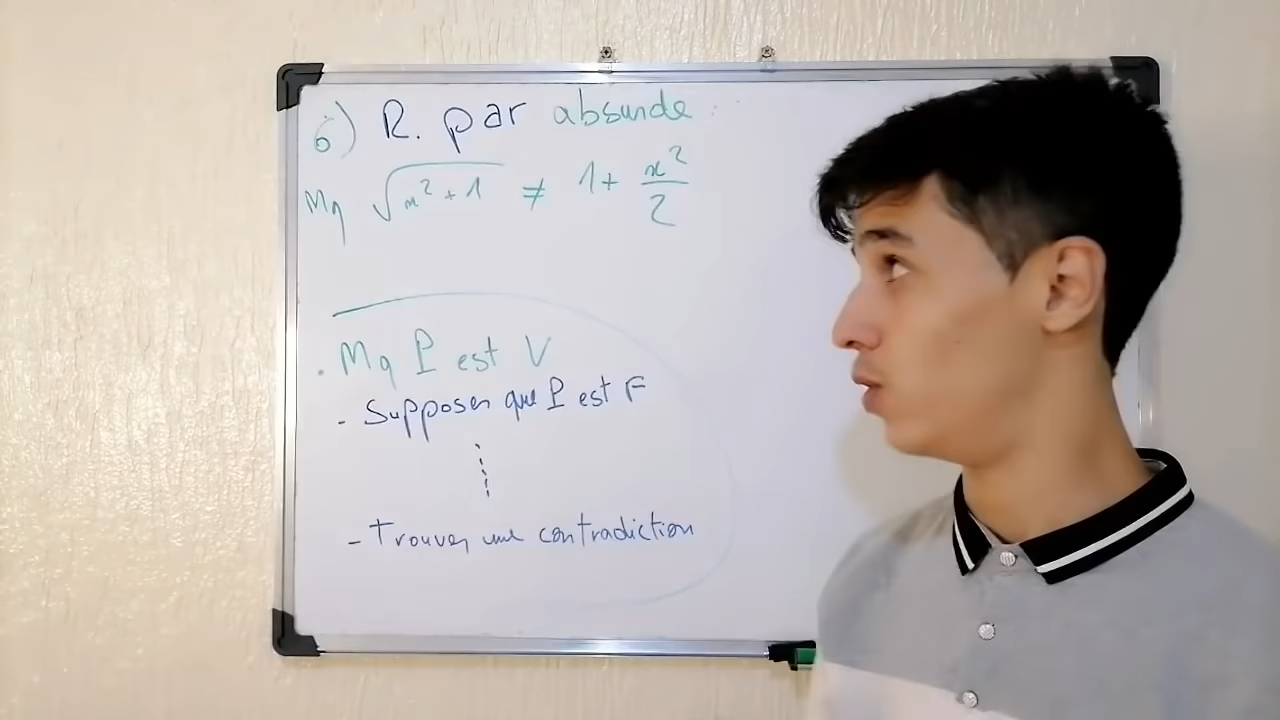 6) R. par absurde :
Mq √(x² + 1) ≠ 1 + x²/2
. Mq P est V
- Supposer que P est F
- Trouver une contradiction